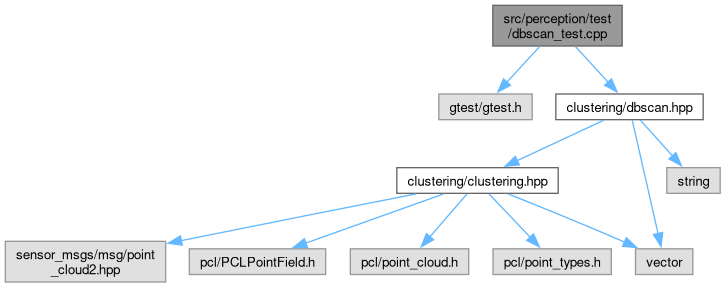 src/perception/test
/dbscan_test.cpp
gtest/gtest.h
clustering/dbscan.hpp
clustering/clustering.hpp
string
sensor_msgs/msg/point
_cloud2.hpp
pcl/PCLPointField.h
pcl/point_cloud.h
pcl/point_types.h
vector